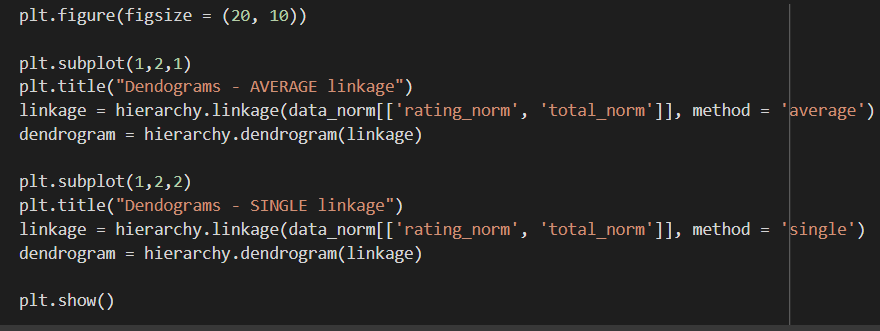 plt.figure(figsize = (20, 10))
plt.subplot(1,2,1)
plt.title("Dendograms - AVERAGE linkage")
linkage = hierarchy.linkage(data_norm[['rating_norm', 'total_norm']], method = 'average')
dendrogram = hierarchy.dendrogram(linkage)
plt.subplot(1,2,2)
plt.title("Dendograms - SINGLE linkage")
linkage = hierarchy.linkage(data_norm[['rating_norm', 'total_norm']], method = 'single')
dendrogram = hierarchy.dendrogram(linkage)
plt.show()